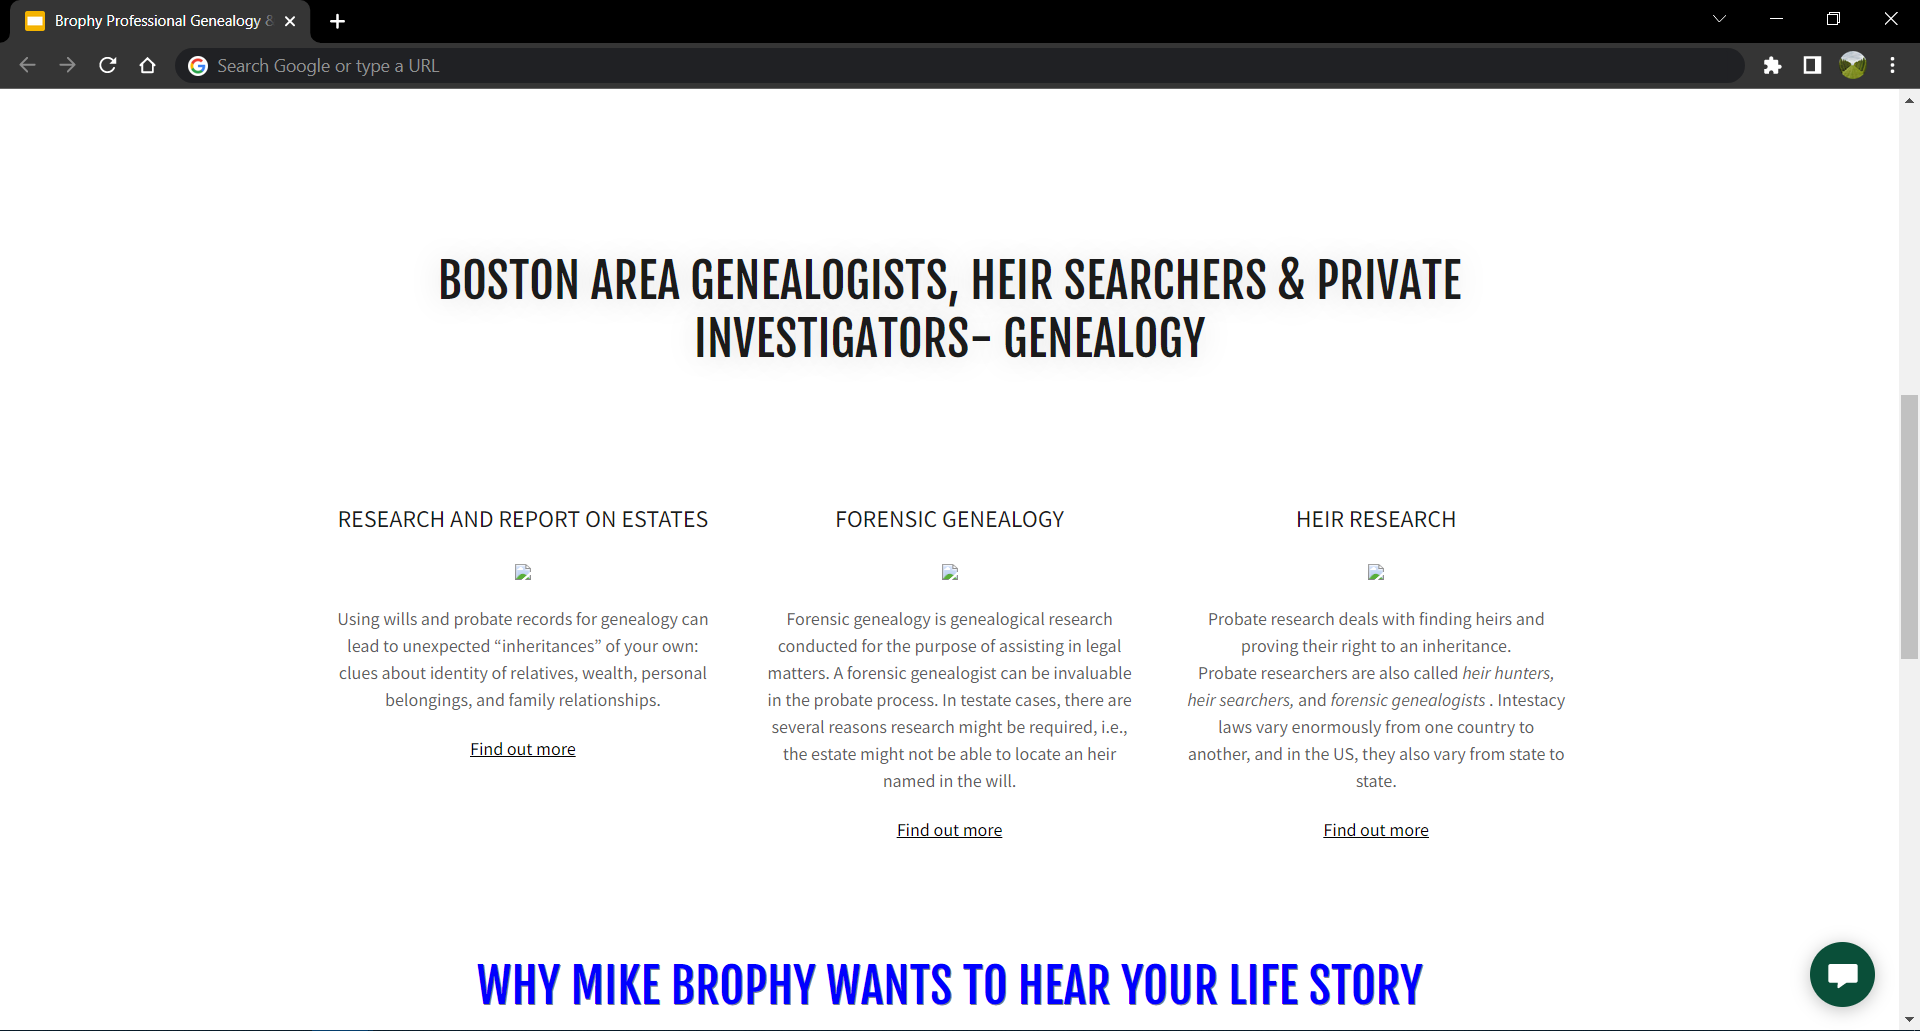 Brophy Professional Genealogy &
Search Google or type a URL
BOSTON AREA GENEALOGISTS, HEIR SEARCHERS & PRIVATE
INVESTIGATORS- GENEALOGY
RESEARCH AND REPORT ON ESTATES
Using wills and probate records for genealogy can
lead to unexpected “inheritances” of your own:
clues about identity of relatives, wealth, personal
belongings, and family relationships.
Find out more
FORENSIC GENEALOGY
Forensic genealogy is genealogical research
conducted for the purpose of assisting in legal
matters. A forensic genealogist can be invaluable
in the probate process. In testate cases, there are
several reasons research might be required, i.e.,
the estate might not be able to locate an heir
named in the will.
Find out more
HEIR RESEARCH
Probate research deals with finding heirs and
proving their right to an inheritance.
Probate researchers are also called heir hunters,
heir searchers, and forensic genealogists . Intestacy
laws vary enormously from one country to
another, and in the US, they also vary from state to
state.
Find out more
WHY MIKE BROPHY WANTS TO HEAR YOUR LIFE STORY